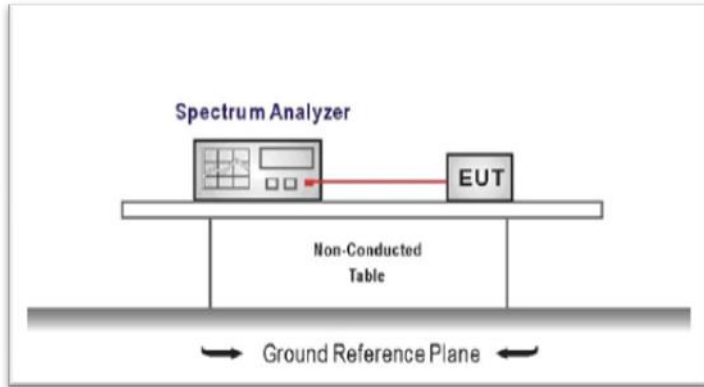 Spectrum Analyzer
EUT
Non-Conducted
Table
Ground Reference Plane